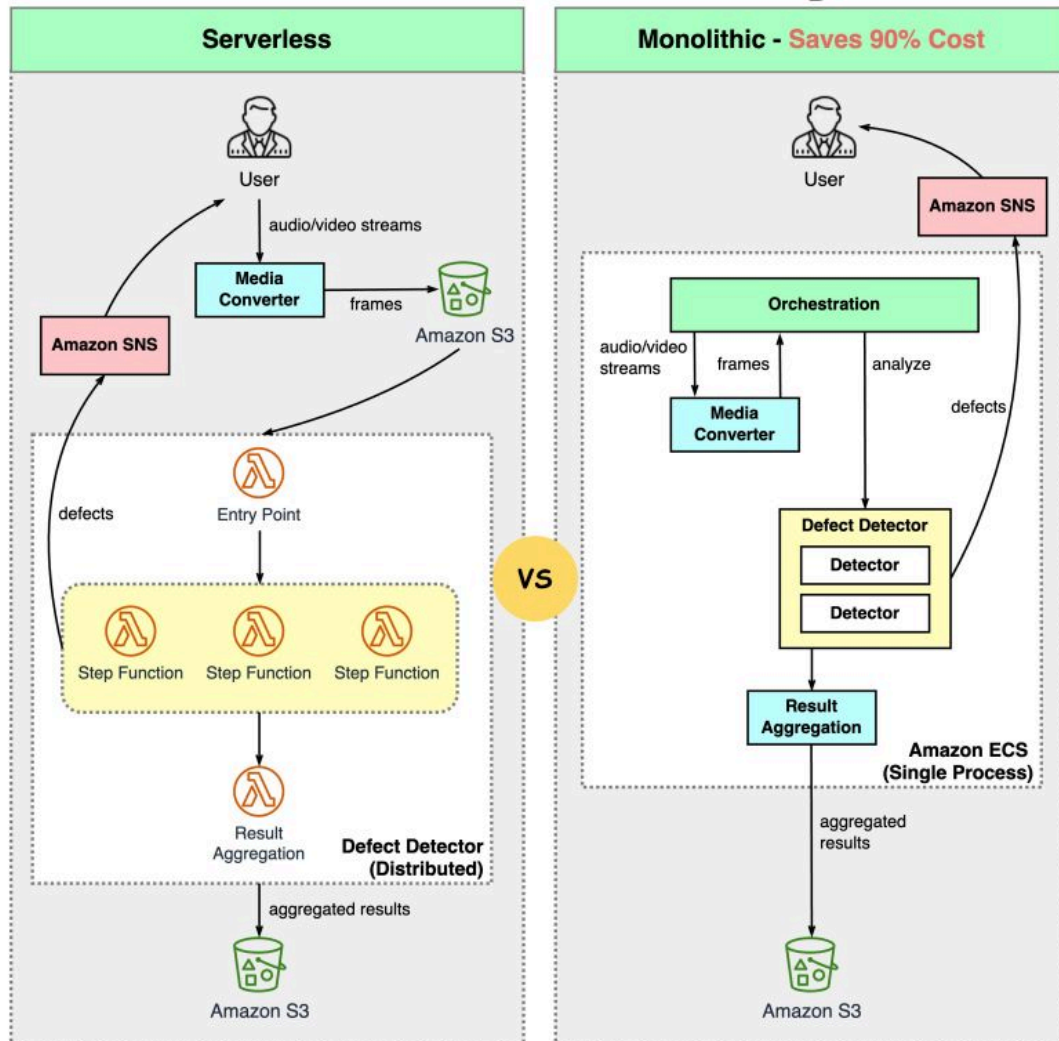 Serverless
User
audio/video streams
Media
Converter
frames
Amazon S3
Amazon SNS
defects
Entry Point
Step Function
Step Function
Step Function
Result
Aggregation
Defect Detector
(Distributed)
aggregated results
Amazon S3
VS
Monolithic - Saves 90% Cost
User
Amazon SNS
Orchestration
audio/video
streams
frames
analyze
Media
Converter
defects
Defect Detector
Detector
Detector
Result
Aggregation
Amazon ECS
(Single Process)
aggregated
results
Amazon S3